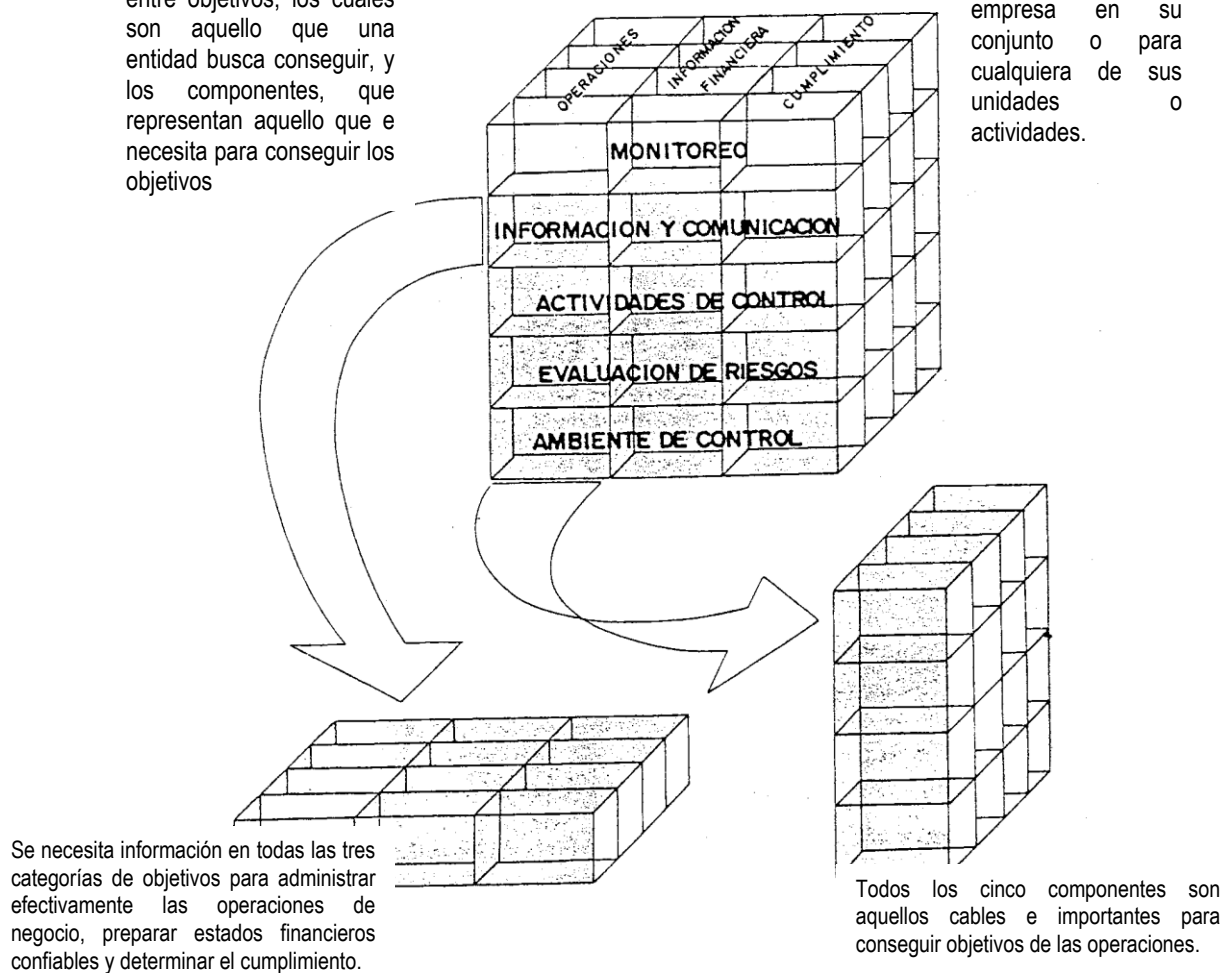 entre objetivos, los cuales
son aquello que una
entidad busca conseguir, y
los componentes, que
representan aquello que e
necesita para conseguir los
objetivos
empresa en su
conjunto o para
cualquiera de sus
unidades o
actividades.
OPERACIONES
INFORMACION
FINANCIERA
CUMPLIMIENTO
MONITOREO
INFORMACION Y COMUNICACION
ACTIVIDADES DE CONTROL
EVALUACION DE RIESGOS
AMBIENTE DE CONTROL
Se necesita información en todas las tres
categorías de objetivos para administrar
efectivamente las operaciones de
negocio, preparar estados financieros
confiables y determinar el cumplimiento.
Todos los cinco componentes son
aquellos cables e importantes para
conseguir objetivos de las operaciones.